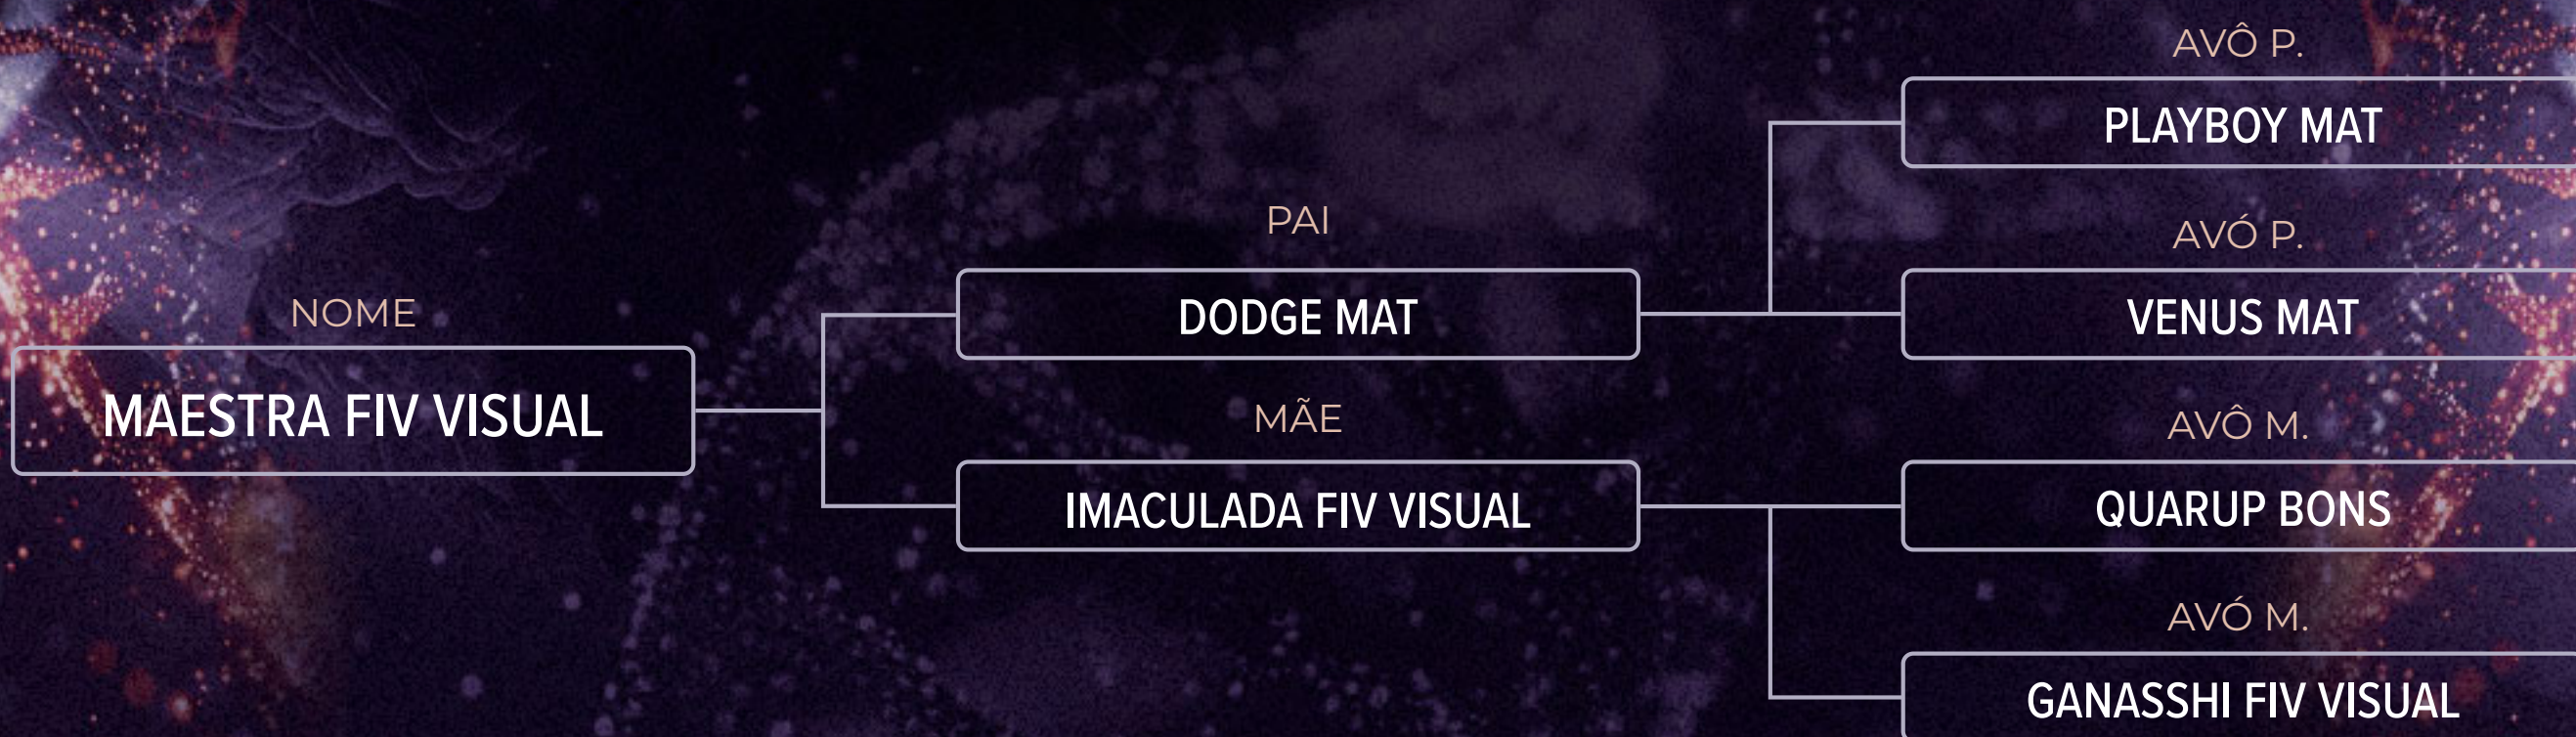 NOME
MAESTRA FIV VISUAL
PAI
DODGE MAT
MÃE
IMACULADA FIV VISUAL
AVÔ P.
PLAYBOY MAT
AVÓ P.
VENUS MAT
AVÔ M.
QUARUP BONS
AVÓ M.
GANASSHI FIV VISUAL